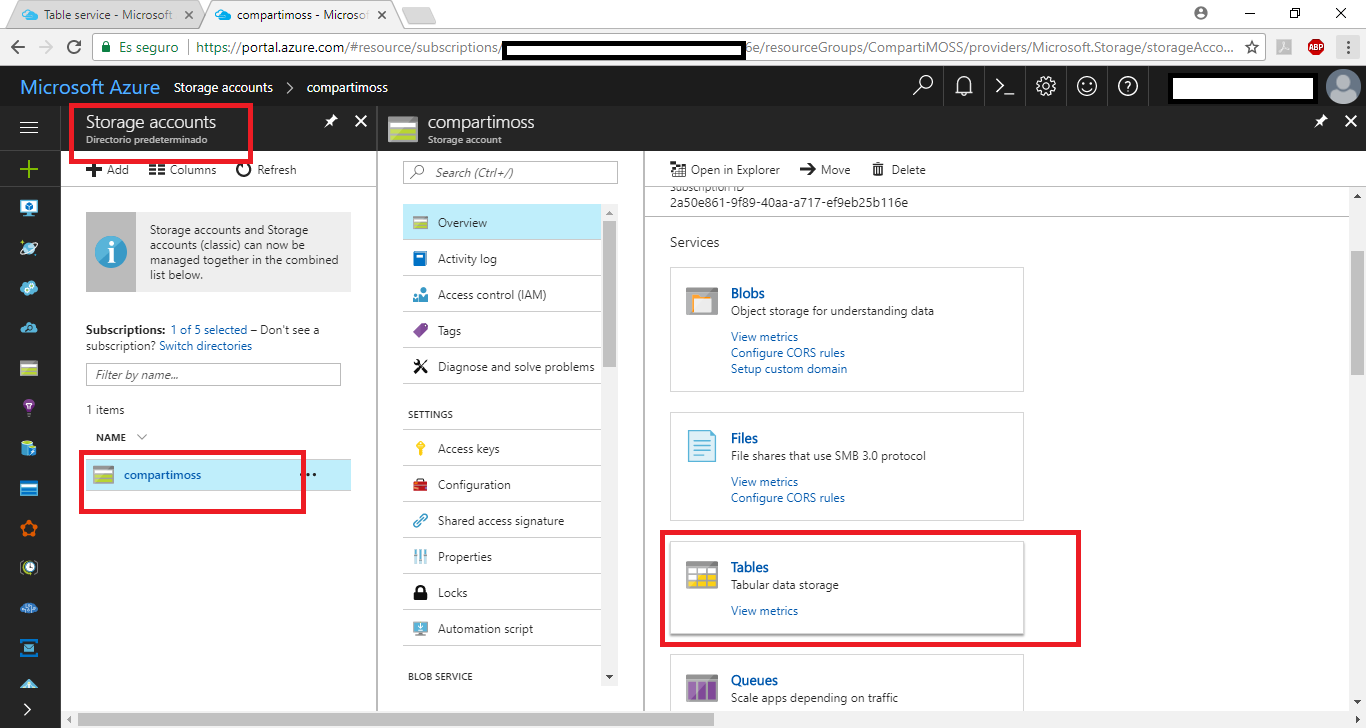 Table service - Microsoft
compartimoss - Microsof
Es seguro
https://portal.azure.com/#resource/subscriptions/
6e/resourceGroups/CompartiMOSS/providers/Microsoft.Storage/storageAcco...
ABP
Microsoft Azure
Storage accounts
compartimoss
Storage accounts
Directorio predeterminado
Add
Columns
Refresh
Storage accounts and Storage
accounts (classic) can now be
managed together in the combined
list below.
Subscriptions: 1 of 5 selected – Don't see a
subscription? Switch directories
Filter by name...
1 items
NAME
compartimoss
compartimoss
Storage account
Search (Ctrl+/)
Overview
Activity log
Access control (IAM)
Tags
Diagnose and solve problems
SETTINGS
Access keys
Configuration
Shared access signature
Properties
Locks
Automation script
BLOB SERVICE
Open in Explorer
Move
Delete
Subscription ID
2a50e861-9f89-40aa-a717-ef9eb25b116e
Services
Blobs
Object storage for understanding data
View metrics
Configure CORS rules
Setup custom domain
Files
File shares that use SMB 3.0 protocol
View metrics
Configure CORS rules
Tables
Tabular data storage
View metrics
Queues
Scale apps depending on traffic